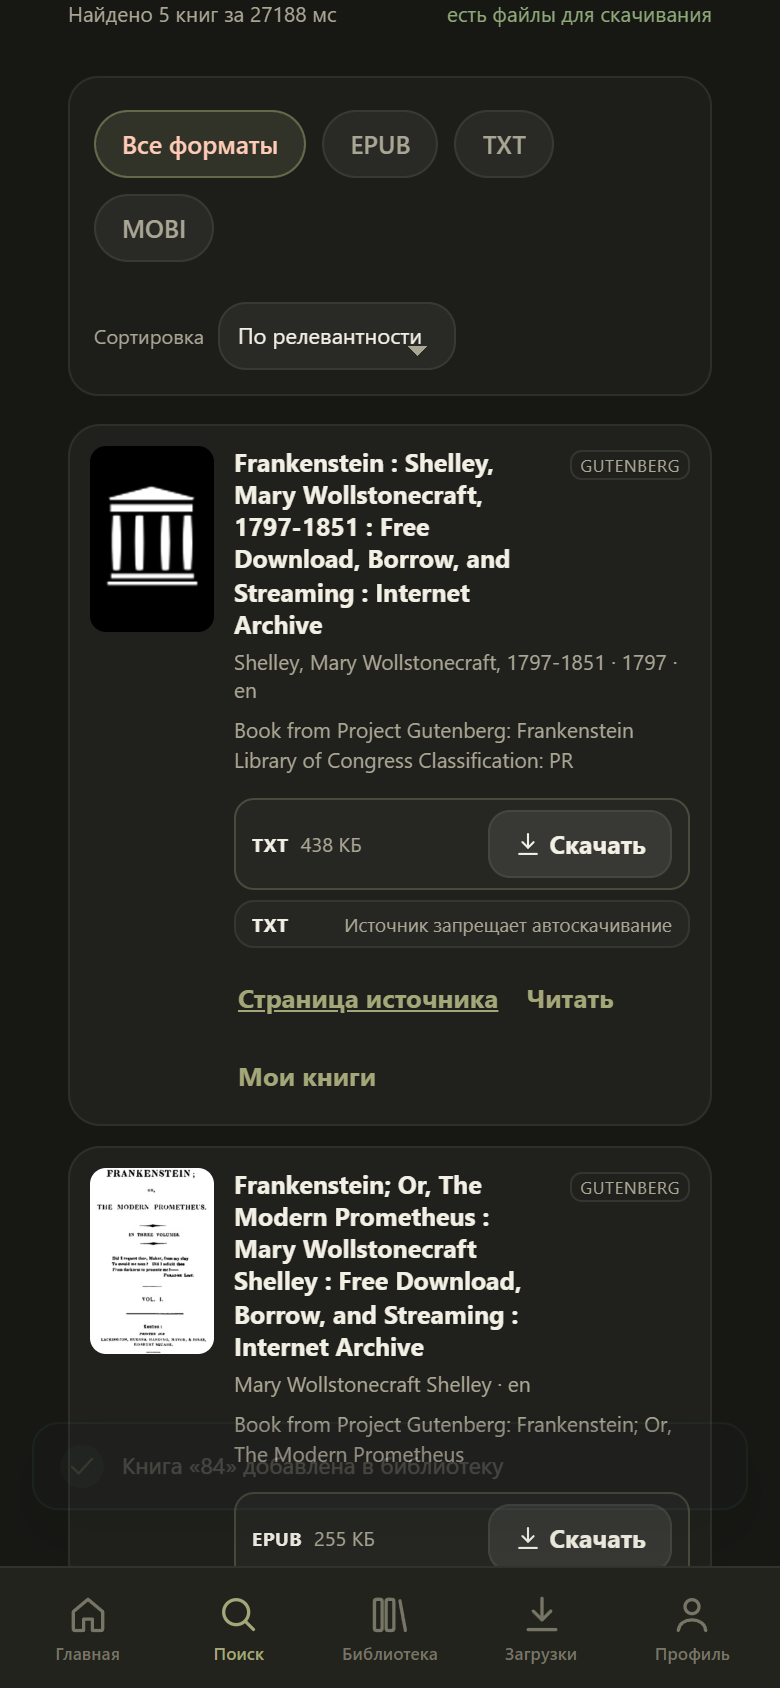 Найдено 5 книг за 27188 мс
есть файлы для скачивания
Все форматы
EPUB
TXT
MOBI
Сортировка
По релевантности
Frankenstein : Shelley,
Mary Wollstonecraft,
1797-1851 : Free
Download, Borrow, and
Streaming : Internet
Archive
GUTENBERG
Shelley, Mary Wollstonecraft, 1797-1851 · 1797 ·
en
Book from Project Gutenberg: Frankenstein
Library of Congress Classification: PR
TXT 438 КБ
Скачать
TXT
Источник запрещает автоскачивание
Страница источника
Читать
Мои книги
FRANKENSTEIN;
OR,
THE MODERN PROMETHEUS.
IN THREE VOLUMES.
VOL. I.
Frankenstein; Or, The
Modern Prometheus :
Mary Wollstonecraft
Shelley : Free Download,
Borrow, and Streaming :
Internet Archive
GUTENBERG
Mary Wollstonecraft Shelley · en
Book from Project Gutenberg: Frankenstein; Or,
The Modern Prometheus
Книга «84» добавлена в библиотеку
EPUB 255 КБ
Скачать
Главная
Поиск
Библиотека
Загрузки
Профиль